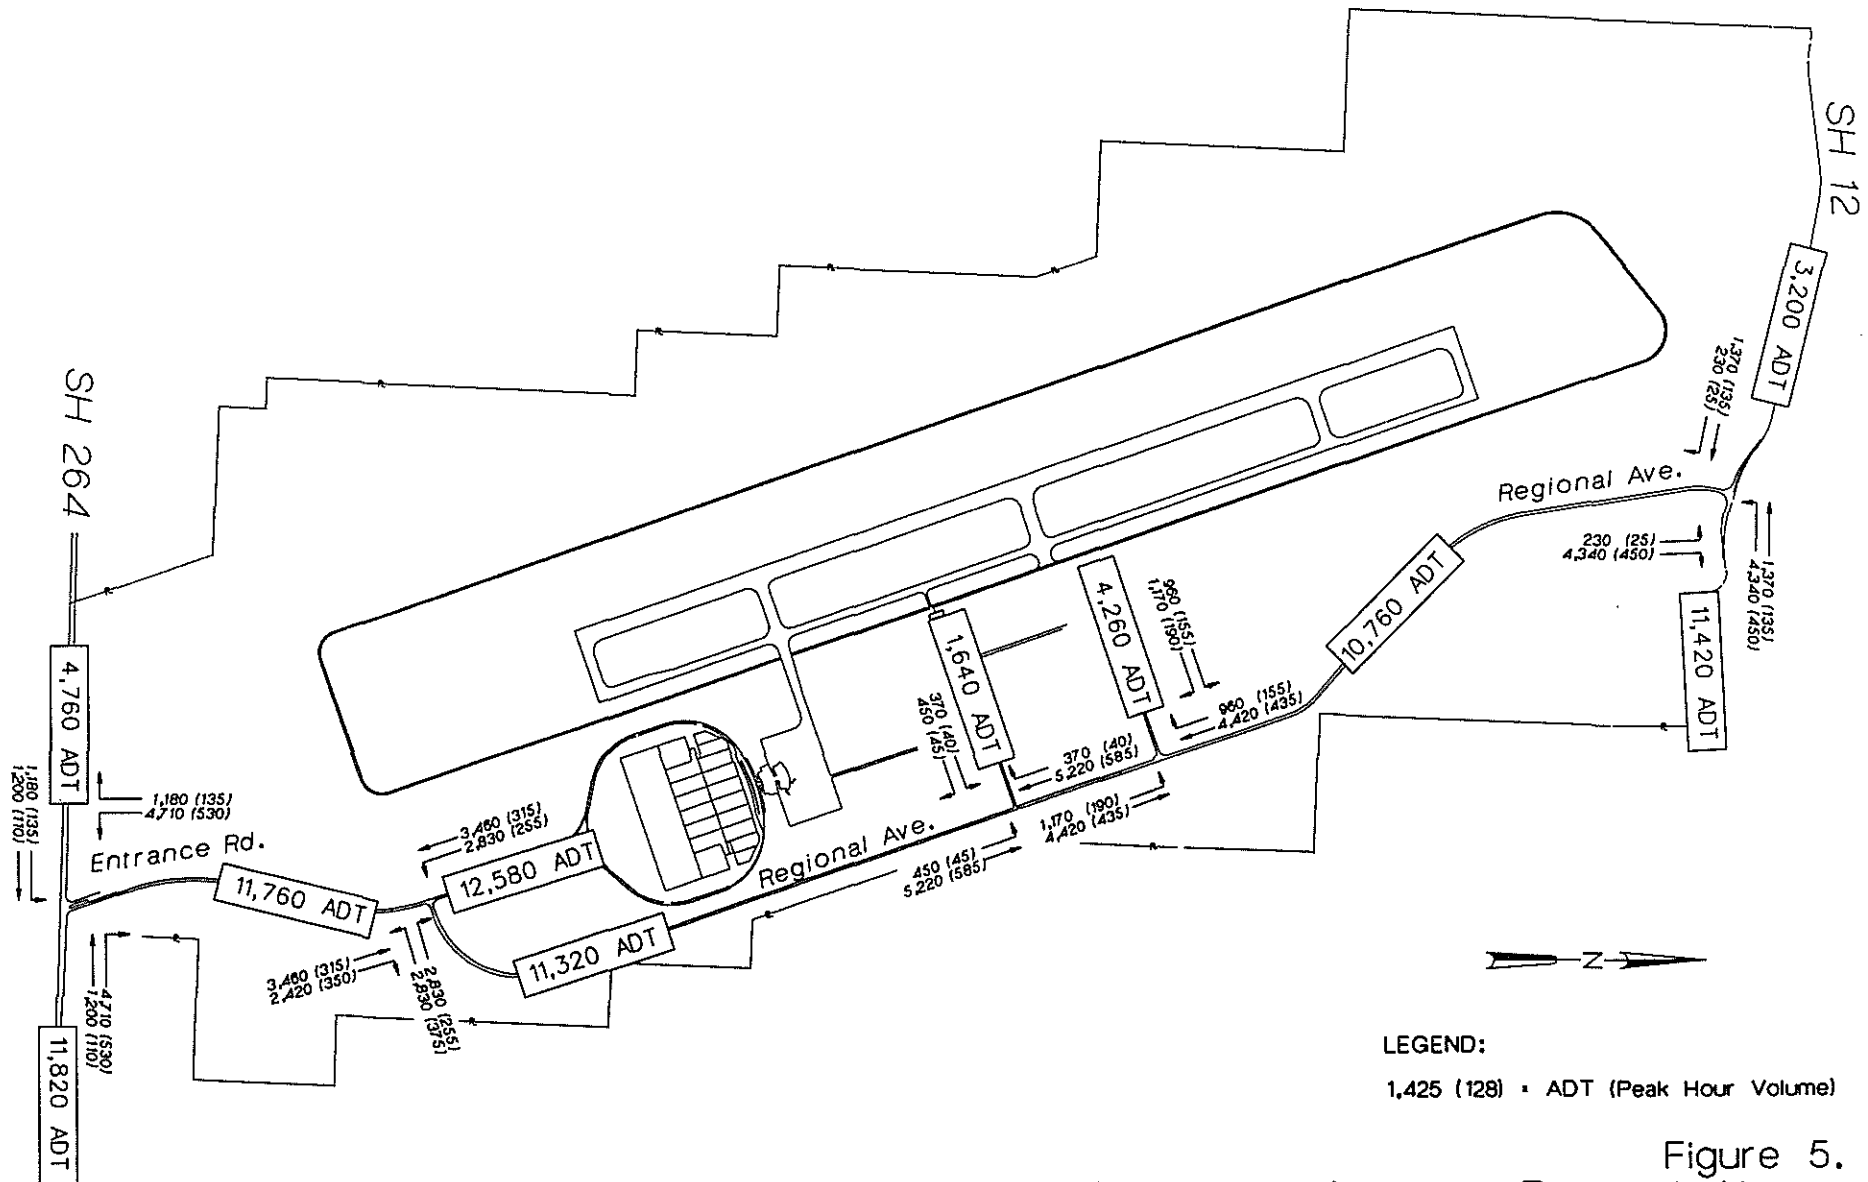 SH 12
3,200 ADT
1,370 (135)
230 (25)
Regional Ave.
230 (25)
4,340 (450)
1,370 (135)
4,340 (450)
10,760 ADT
11,420 ADT
SH 264
4,260 ADT
960 (155)
1,170 (190)
1,640 ADT
370 (40)
450 (45)
960 (155)
4,420 (435)
370 (40)
5,220 (585)
1,170 (190)
4,420 (435)
4,760 ADT
1,180 (135)
1,200 (110)
1,180 (135)
4,710 (530)
3,460 (315)
2,830 (255)
Entrance Rd.
Regional Ave.
450 (45)
5,220 (585)
12,580 ADT
11,760 ADT
11,320 ADT
3,460 (315)
2,420 (350)
2,830 (255)
2,830 (375)
4,710 (530)
1,200 (110)
11,820 ADT
N
LEGEND:
1,425 (128) = ADT (Peak Hour Volume)
Figure 5.